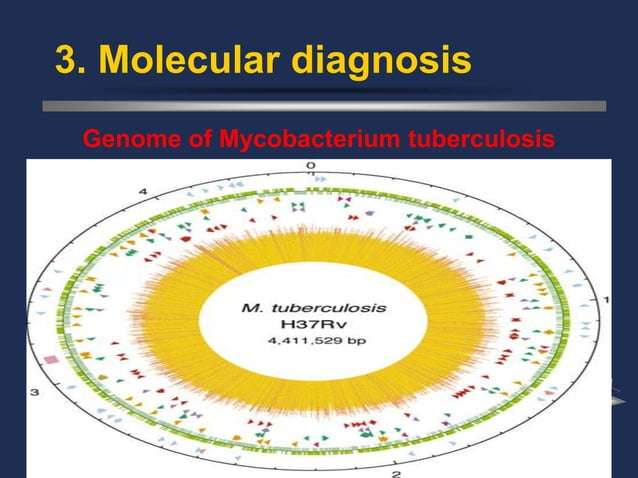 3. Molecular diagnosis
Genome of Mycobacterium tuberculosis
0
4
1
M. tuberculosis
H37Rv
4,411,529 bp
3
2